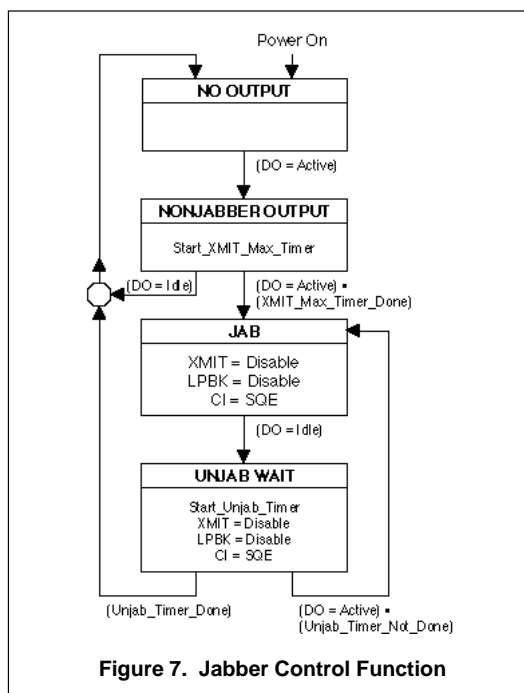 Power On
NO OUTPUT
(DO = Active)
NONJABBER OUTPUT
Start_XMIT_Max_Timer
(DO = Idle)
(DO = Active) •
(XMIT_Max_Timer_Done)
JAB
XMIT = Disable
LPBK = Disable
CI = SQE
(DO = Idle)
UNJAB WAIT
Start_Unjab_Timer
XMIT = Disable
LPBK = Disable
CI = SQE
(Unjab_Timer_Done)
(DO = Active) •
(Unjab_Timer_Not_Done)
Figure 7. Jabber Control Function